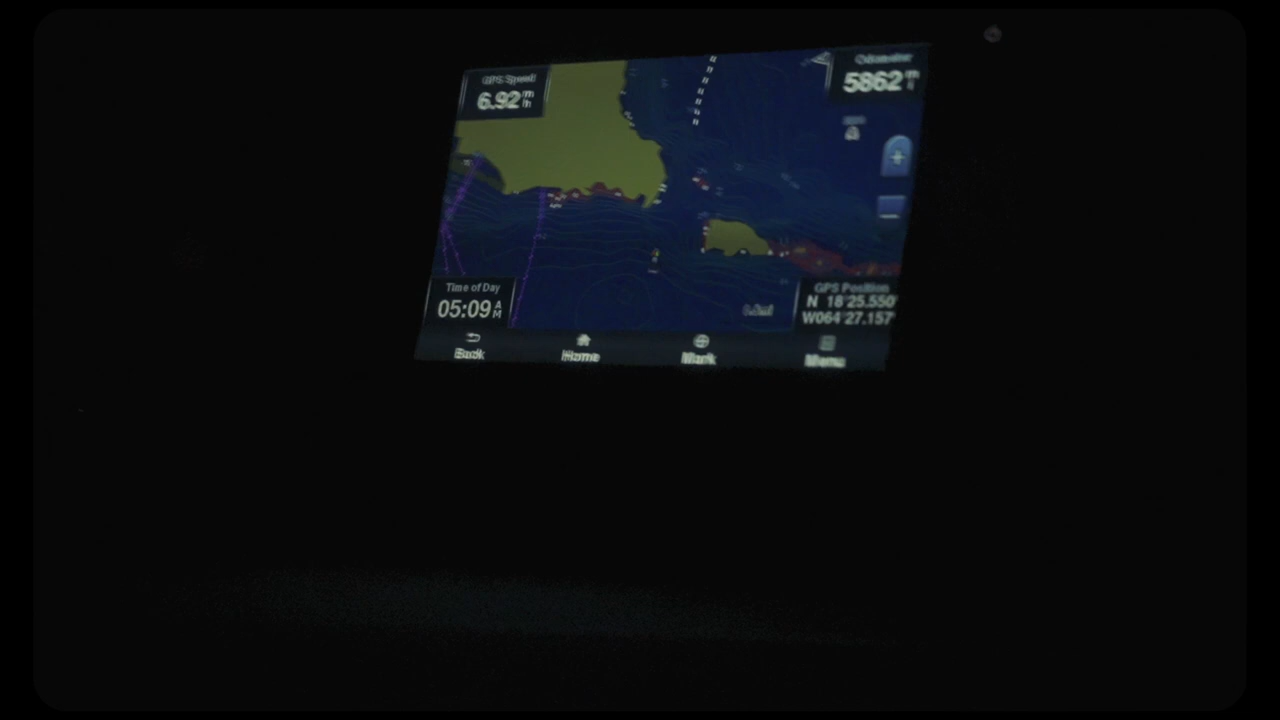 GPS Speed
6.92 m/h
Odometer
5862 m
Time of Day
05:09 AM
GPS Position
N 18°25.550'
W064°27.157'
Back
Home
Mark
Menu